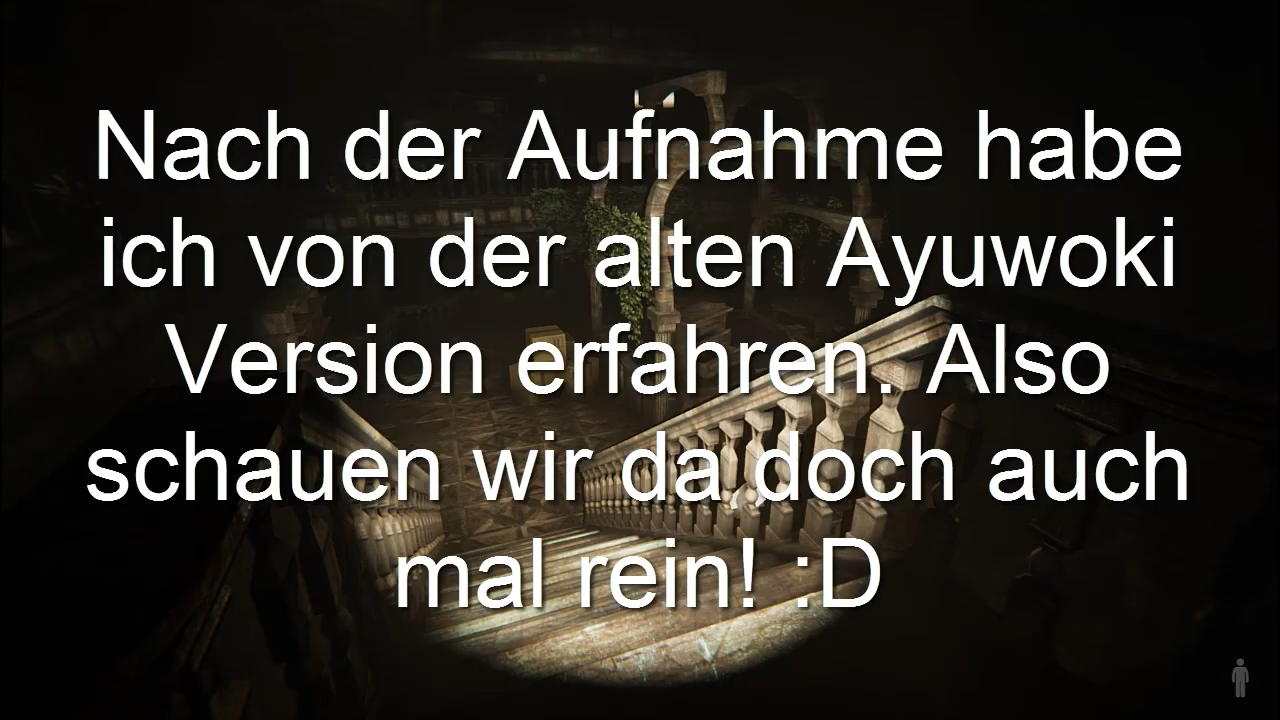 Nach der Aufnahme habe
ich von der alten Ayuwoki
Version erfahren. Also
schauen wir da doch auch
mal rein! :D